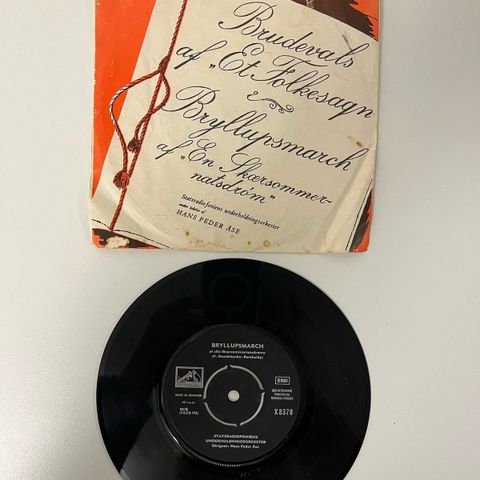 Brudevals
af "Et Folkesagn
Bryllupsmarch
af "En Skærsommer-
natsdrøm"
Statsradiofoniens underholdningsorkester
under ledelse af
HANS PEDER ÅSE
BRYLLUPSMARCH
EMI
MADE IN DENMARK
X 8378
STATSRADIOFONIENS
UNDERHOLDNINGSORKESTER
Dirigent: Hans Peder Åse